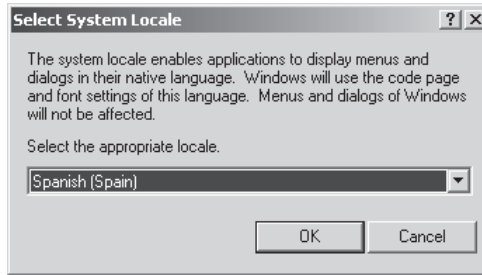 Select System Locale
The system locale enables applications to display menus and
dialogs in their native language. Windows will use the code page
and font settings of this language. Menus and dialogs of Windows
will not be affected.
Select the appropriate locale.
Spanish (Spain)
OK Cancel